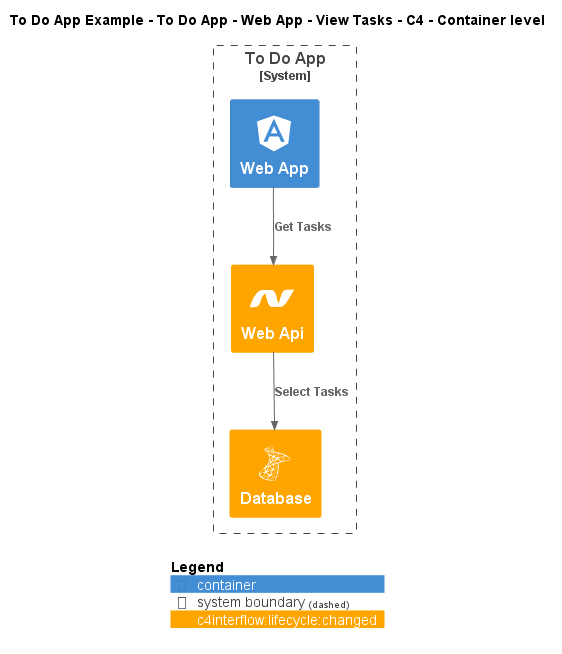 To Do App Example - To Do App - Web App - View Tasks - C4 - Container level
To Do App
[System]
Web App
Get Tasks
Web Api
Select Tasks
Database
Legend
container
system boundary (dashed)
c4interflow:lifecycle:changed